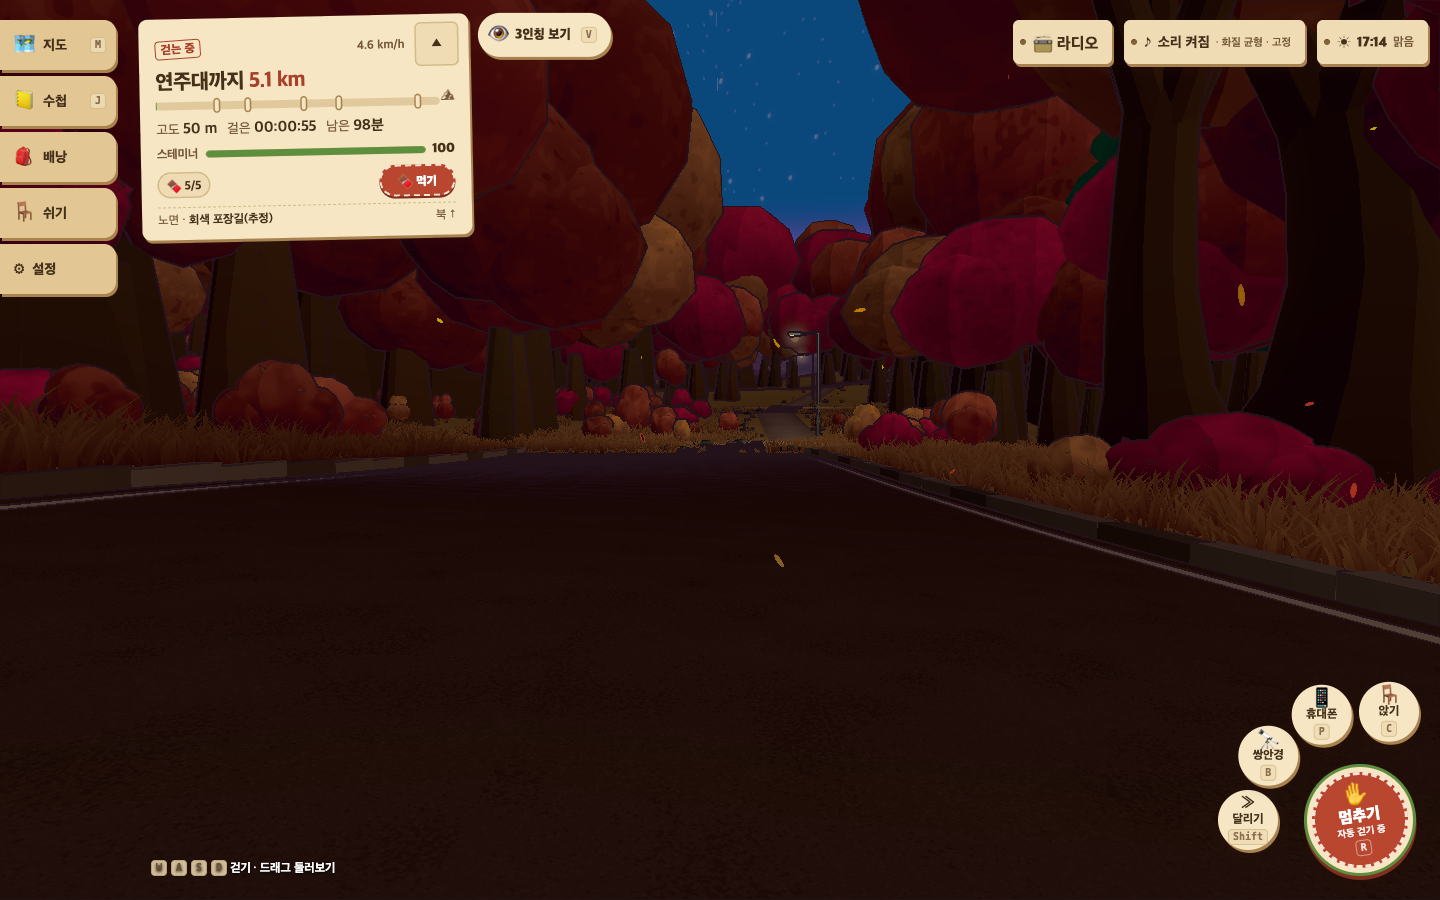 지도 M
수첩 J
배낭
쉬기
설정
걷는 중 4.6 km/h
연주대까지 5.1 km
고도 50 m 걸은 00:00:55 남은 98분
스테미너 100
5/5 먹기
노면 · 회색 포장길(추정) 북 ↑
3인칭 보기 V
라디오
♪ 소리 켜짐 · 화질 균형 · 고정
17:14 맑음
휴대폰 P
앉기 C
쌍안경 B
달리기 Shift
멈추기
자동 걷기 중
R
W A S D 걷기 · 드래그 둘러보기